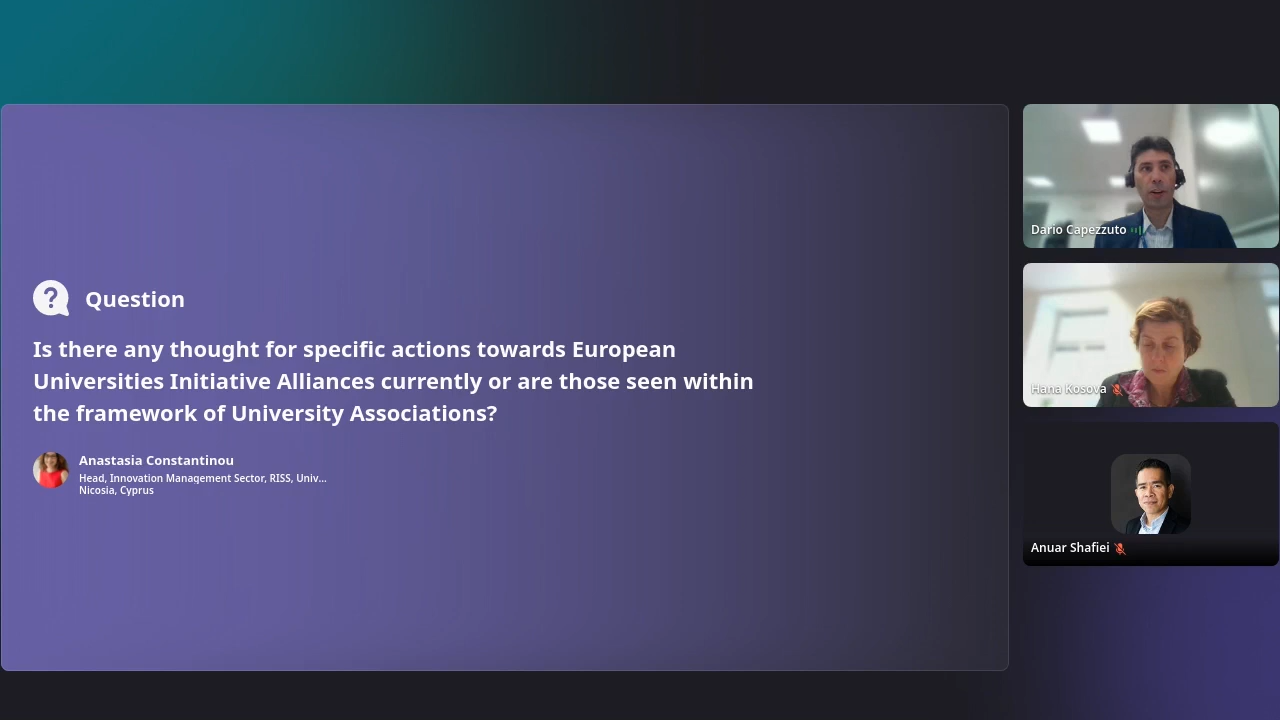 Question
Is there any thought for specific actions towards European
Universities Initiative Alliances currently or are those seen within
the framework of University Associations?
Anastasia Constantinou
Head, Innovation Management Sector, RISS, Univ...
Nicosia, Cyprus
Dario Capezzuto
Hana Kosova
Anuar Shafiei